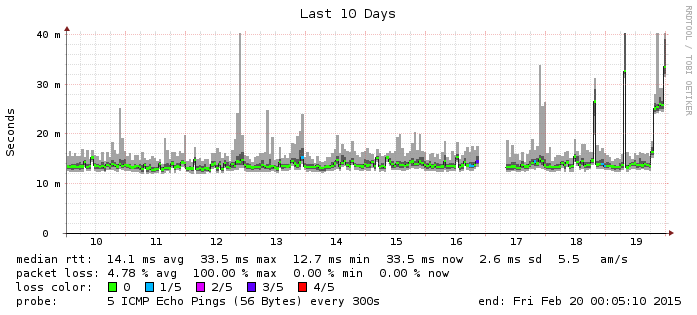 Last 10 Days
RRDTOOL / TOBI OETIKER
Seconds
40 m
30 m
20 m
10 m
0
10 11 12 13 14 15 16 17 18 19
median rtt: 14.1 ms avg 33.5 ms max 12.7 ms min 33.5 ms now 2.6 ms sd 5.5 am/s
packet loss: 4.78 % avg 100.00 % max 0.00 % min 0.00 % now
loss color: 0 1/5 2/5 3/5 4/5
probe: 5 ICMP Echo Pings (56 Bytes) every 300s end: Fri Feb 20 00:05:10 2015